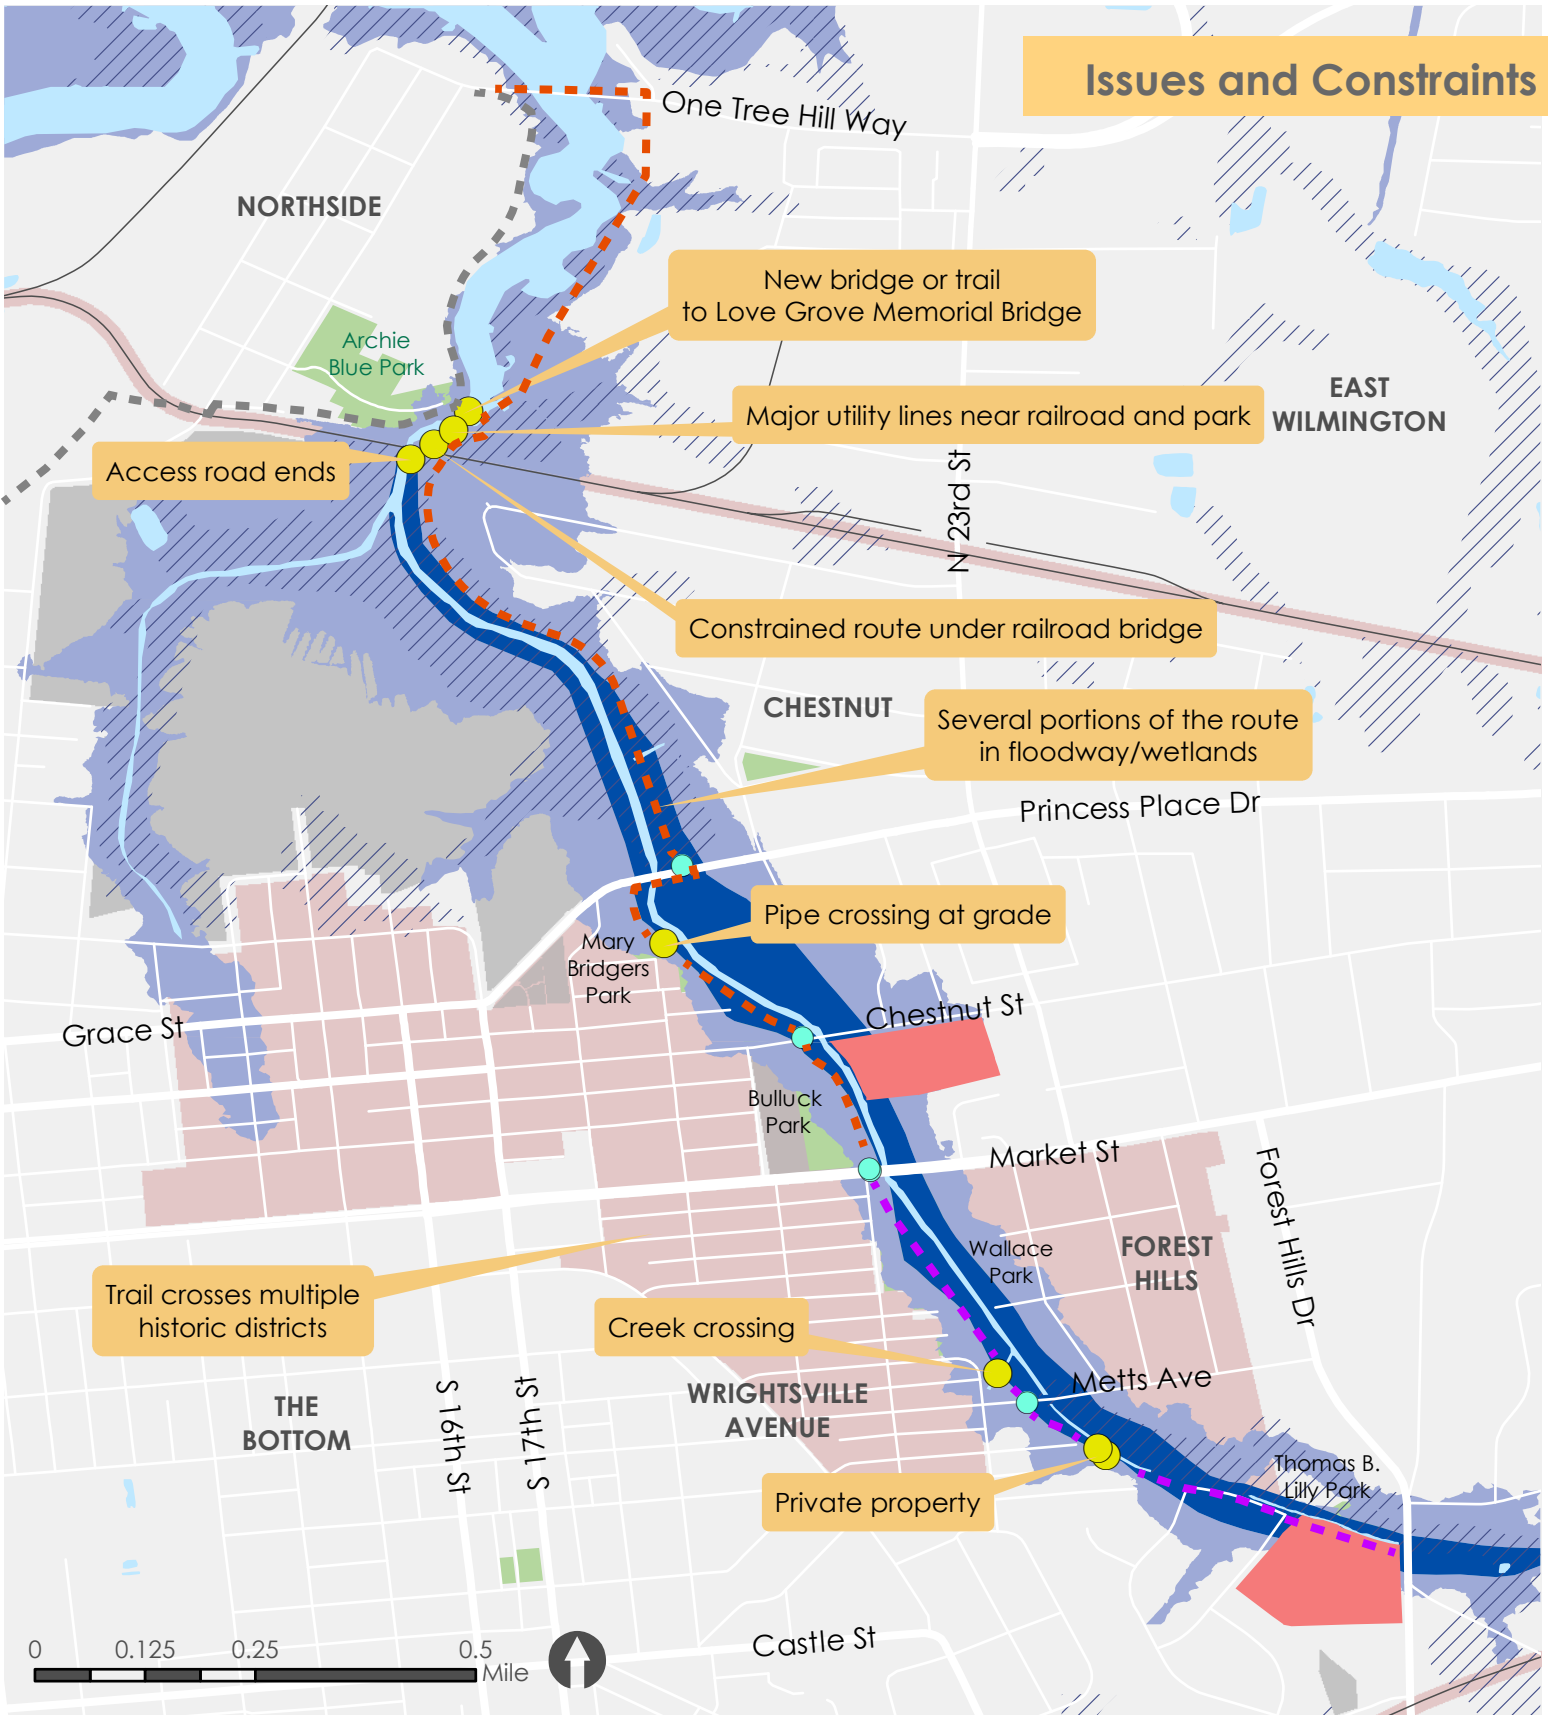 Issues and Constraints
One Tree Hill Way
NORTHSIDE
New bridge or trail
to Love Grove Memorial Bridge
Archie
Blue Park
EAST
WILMINGTON
Major utility lines near railroad and park
Access road ends
N 23rd St
Constrained route under railroad bridge
CHESTNUT
Several portions of the route
in floodway/wetlands
Princess Place Dr
Pipe crossing at grade
Mary
Bridgers
Park
Chestnut St
Grace St
Bulluck
Park
Market St
Forest Hills Dr
Wallace
Park
FOREST
HILLS
Trail crosses multiple
historic districts
Creek crossing
Metts Ave
THE
BOTTOM
S 16th St
S 17th St
WRIGHTSVILLE
AVENUE
Thomas B.
Lilly Park
Private property
Castle St
0 0.125 0.25 0.5
Mile